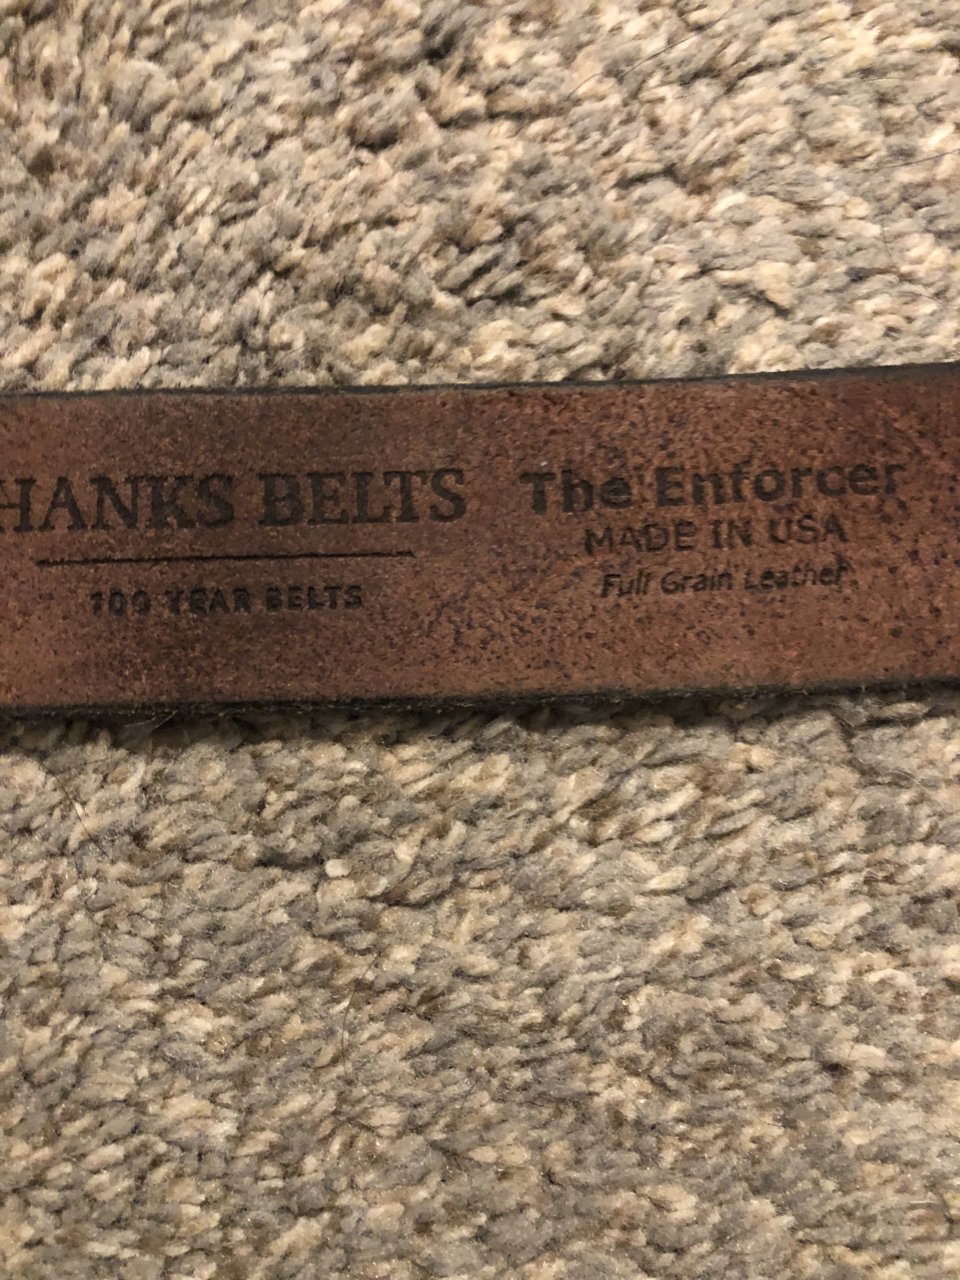 HANKS BELTS
100 YEAR BELTS
The Enforcer
MADE IN USA
Full Grain Leather